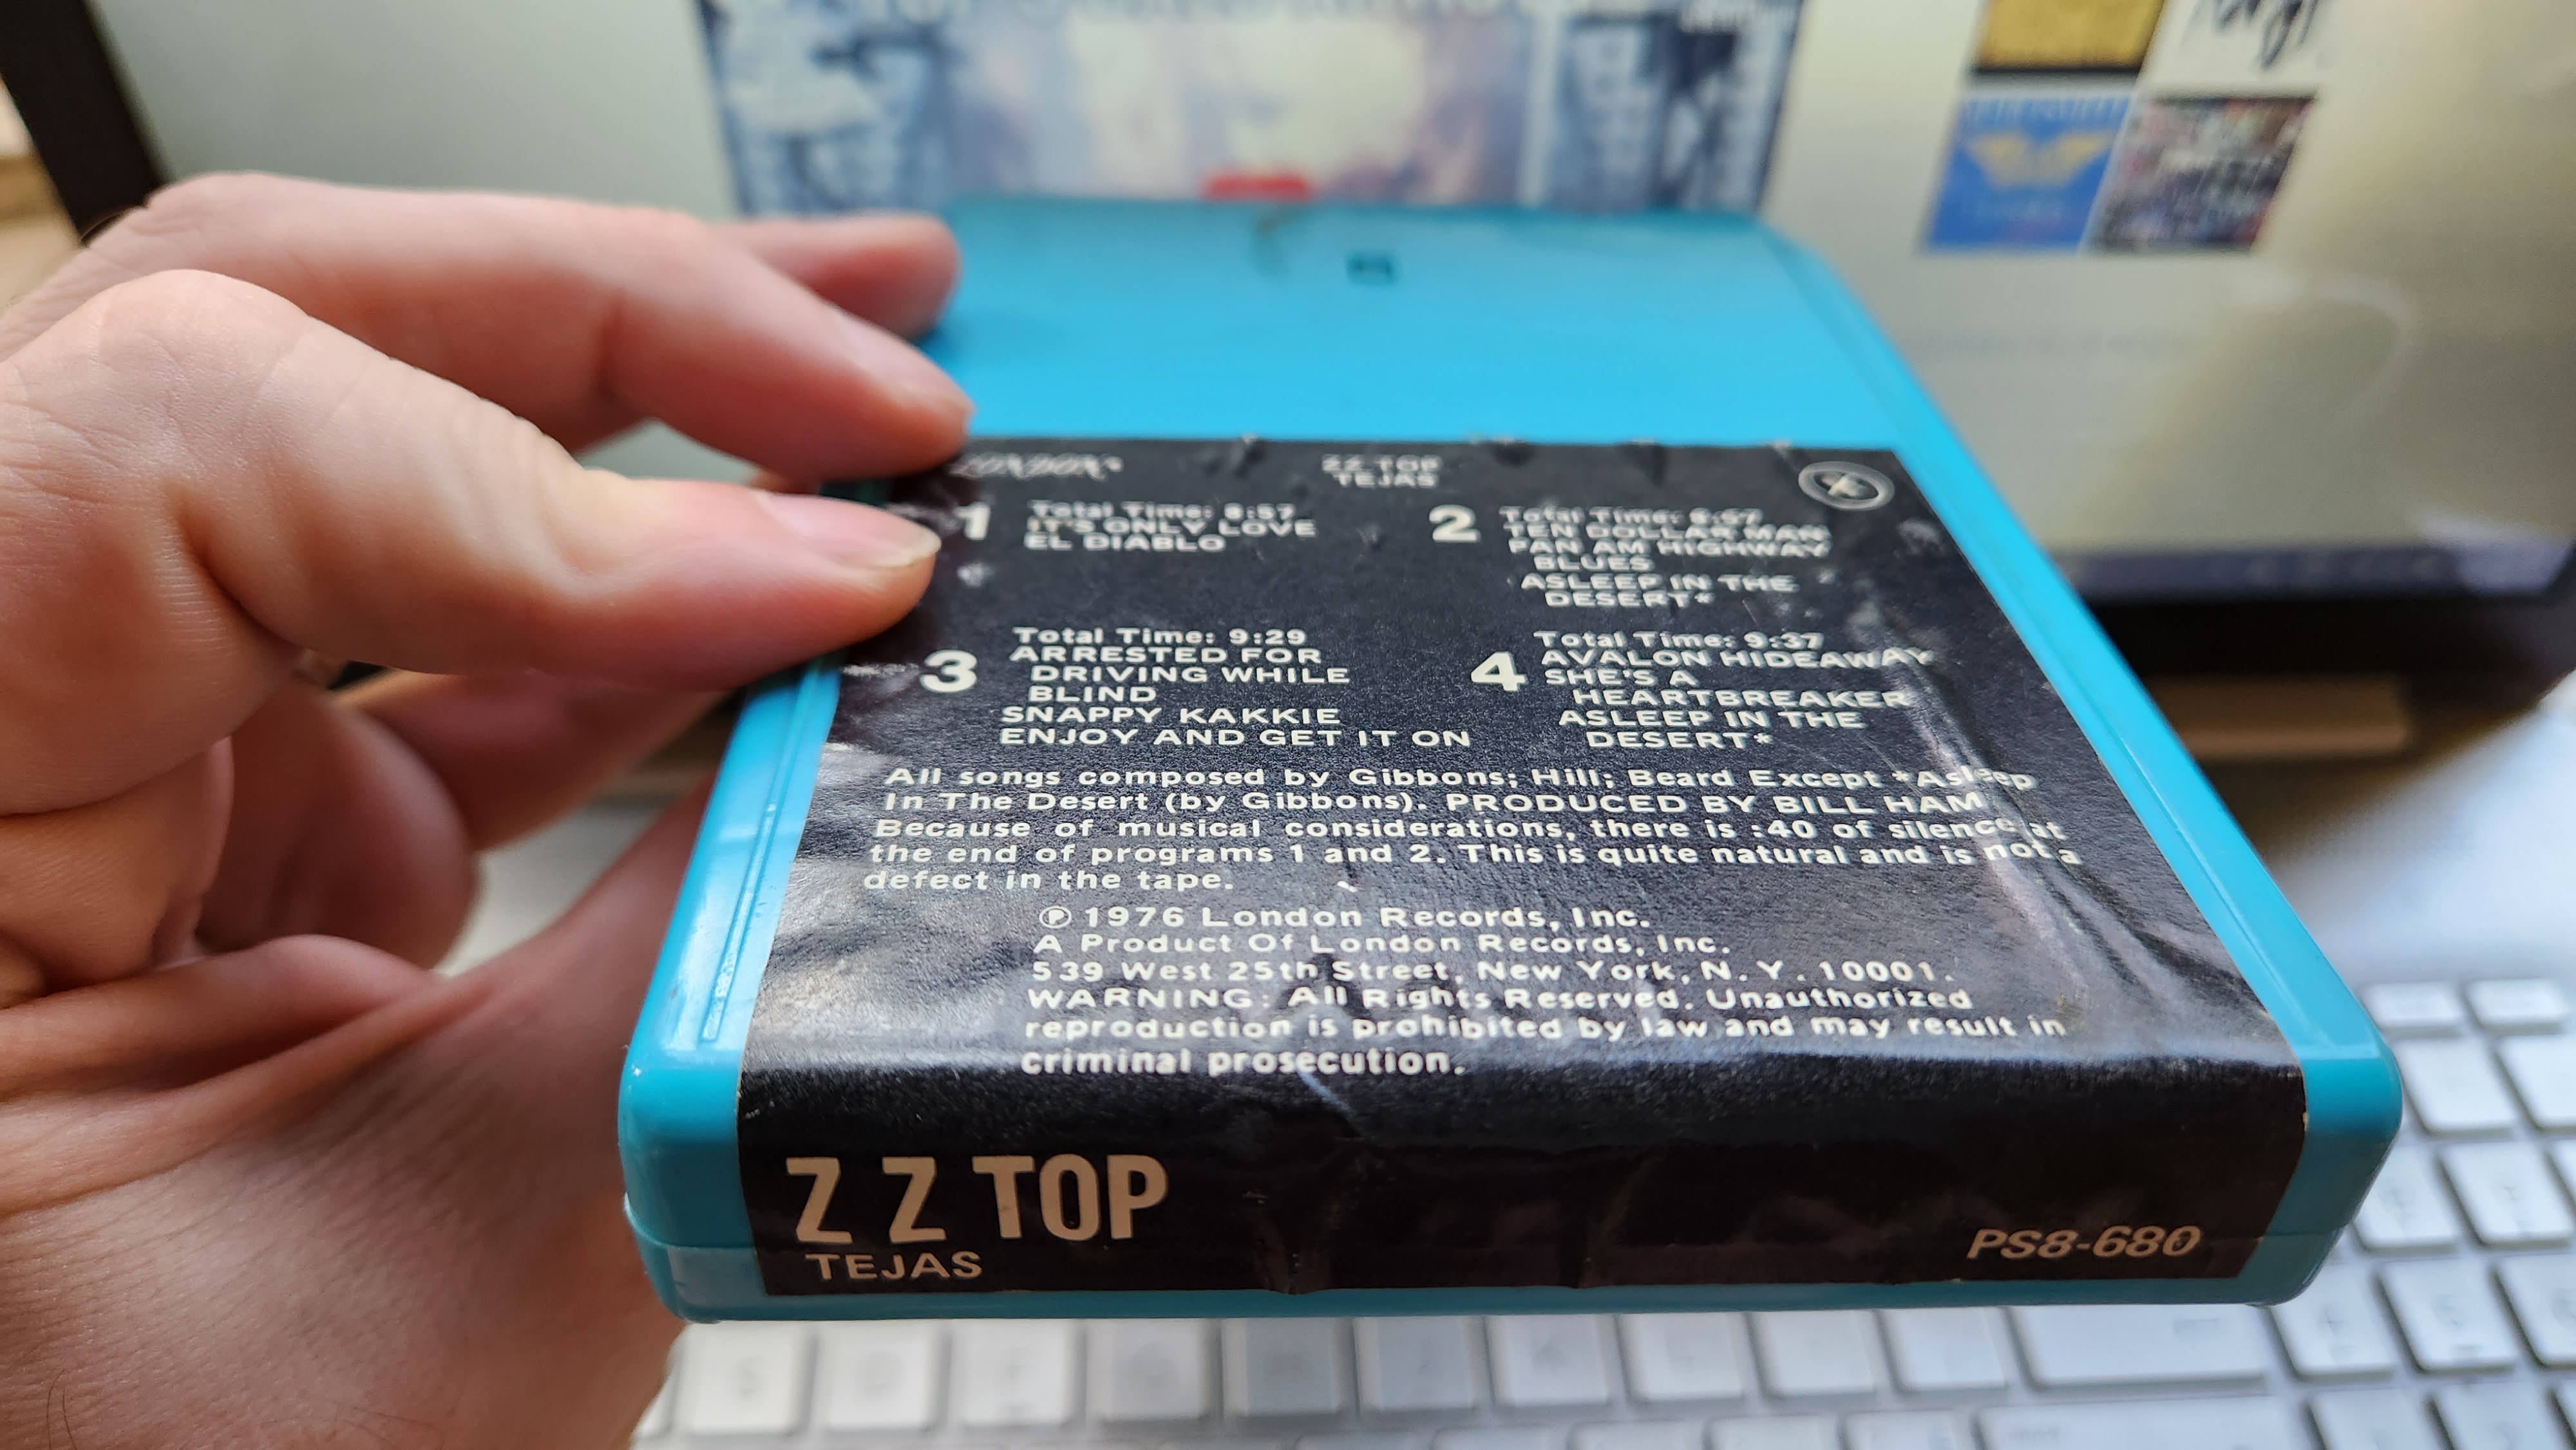 LONDON®
ZZ TOP
TEJAS
1
Total Time: 8:57
IT'S ONLY LOVE
EL DIABLO
2
Total Time: 8:57
TEN DOLLAR MAN
PAN AM HIGHWAY
BLUES
ASLEEP IN THE
DESERT*
3
Total Time: 9:29
ARRESTED FOR
DRIVING WHILE
BLIND
SNAPPY KAKKIE
ENJOY AND GET IT ON
4
Total Time: 9:37
AVALON HIDEAWAY
SHE'S A
HEARTBREAKER
ASLEEP IN THE
DESERT*
All songs composed by Gibbons; Hill; Beard Except *Asleep
In The Desert (by Gibbons). PRODUCED BY BILL HAM
Because of musical considerations, there is :40 of silence at
the end of programs 1 and 2. This is quite natural and is not a
defect in the tape.
℗ 1976 London Records, Inc.
A Product Of London Records, Inc.
539 West 25th Street, New York, N.Y. 10001.
WARNING: All Rights Reserved. Unauthorized
reproduction is prohibited by law and may result in
criminal prosecution.
Z Z TOP
TEJAS
PS8-680